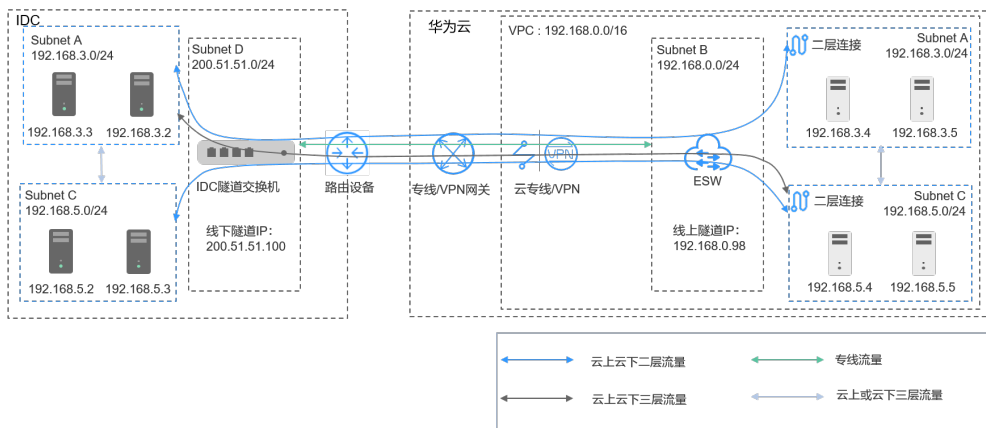 IDC
Subnet A
192.168.3.0/24
192.168.3.3
192.168.3.2
Subnet C
192.168.5.0/24
192.168.5.2
192.168.5.3
Subnet D
200.51.51.0/24
IDC隧道交换机
线下隧道IP：
200.51.51.100
路由设备
华为云
专线/VPN网关
VPC : 192.168.0.0/16
VPN
云专线/VPN
Subnet B
192.168.0.0/24
ESW
线上隧道IP：
192.168.0.98
二层连接
Subnet A
192.168.3.0/24
192.168.3.4
192.168.3.5
二层连接
Subnet C
192.168.5.0/24
192.168.5.4
192.168.5.5
云上云下二层流量
专线流量
云上云下三层流量
云上或云下三层流量